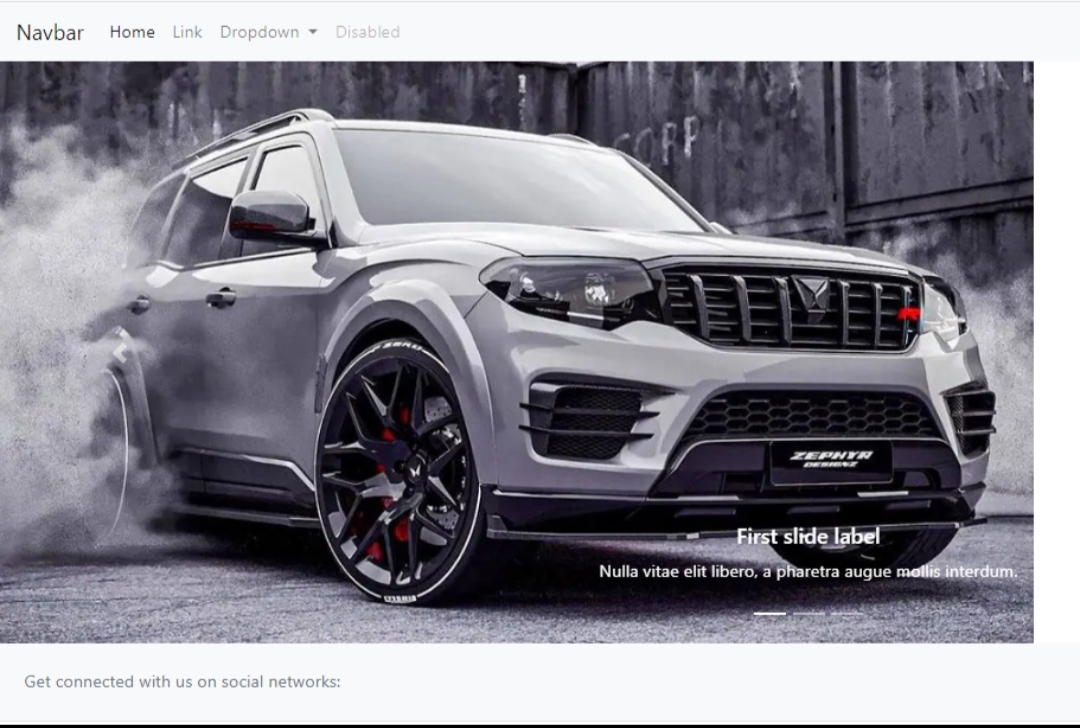 Navbar Home Link Dropdown Disabled
ZEPHYR
DESIGNZ
First slide label
Nulla vitae elit libero, a pharetra augue mollis interdum.
Get connected with us on social networks: